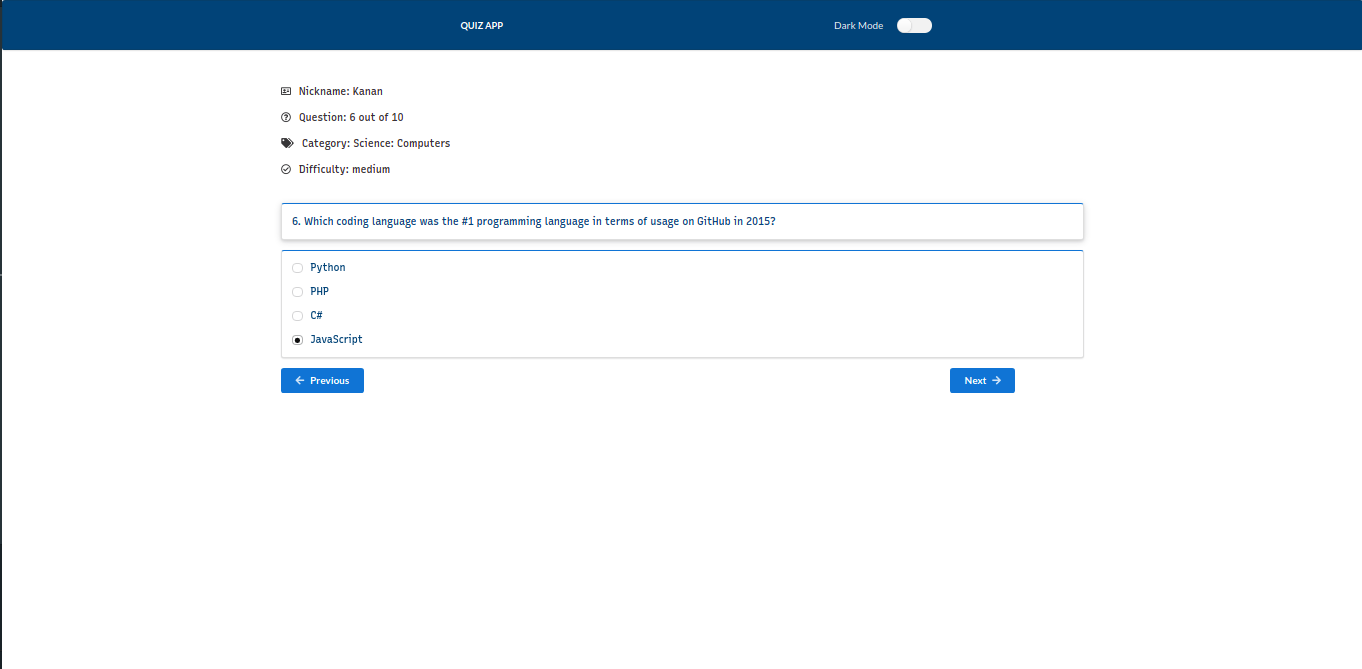 QUIZ APP
Dark Mode
Nickname: Kanan
Question: 6 out of 10
Category: Science: Computers
Difficulty: medium
6. Which coding language was the #1 programming language in terms of usage on GitHub in 2015?
Python
PHP
C#
JavaScript
Previous
Next